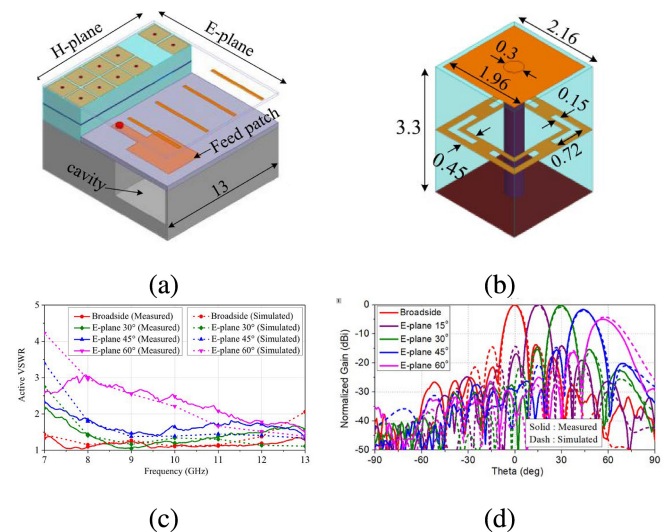 H-plane
E-plane
Feed patch
cavity
13
(a)
2.16
0.3
1.96
0.15
3.3
0.72
0.45
(b)
Active VSWR
5
4
3
2
1
Broadside (Measured)
E-plane 30° (Measured)
E-plane 45° (Measured)
E-plane 60° (Measured)
Broadside (Simulated)
E-plane 30° (Simulated)
E-plane 45° (Simulated)
E-plane 60° (Simulated)
7 8 9 10 11 12 13
Frequency (GHz)
(c)
Normalized Gain (dBi)
0
-10
-20
-30
-40
-50
Broadside
E-plane 15°
E-plane 30°
E-plane 45°
E-plane 60°
Solid : Measured
Dash : Simulated
-90 -60 -30 0 30 60 90
Theta (deg)
(d)